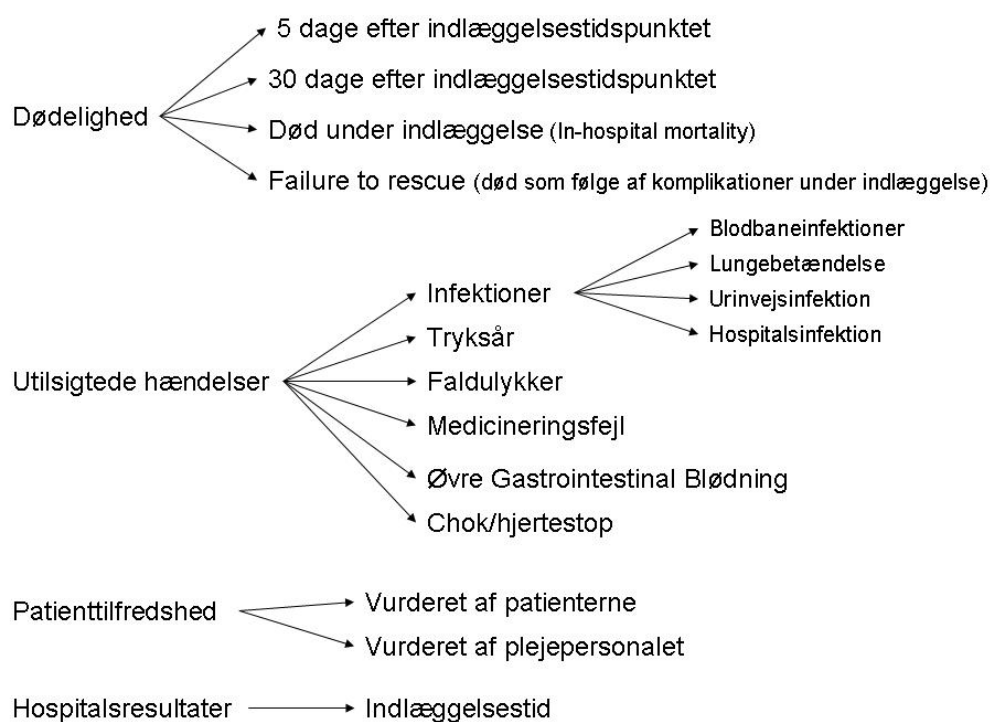 Dødelighed
5 dage efter indlæggelsestidspunktet
30 dage efter indlæggelsestidspunktet
Død under indlæggelse (In-hospital mortality)
Failure to rescue (død som følge af komplikationer under indlæggelse)
Utilsigtede hændelser
Infektioner
Blodbaneinfektioner
Lungebetændelse
Urinvejsinfektion
Hospitalsinfektion
Tryksår
Faldulykker
Medicineringsfejl
Øvre Gastrointestinal Blødning
Chok/hjertestop
Patienttilfredshed
Vurderet af patienterne
Vurderet af plejepersonalet
Hospitalsresultater
Indlæggelsestid